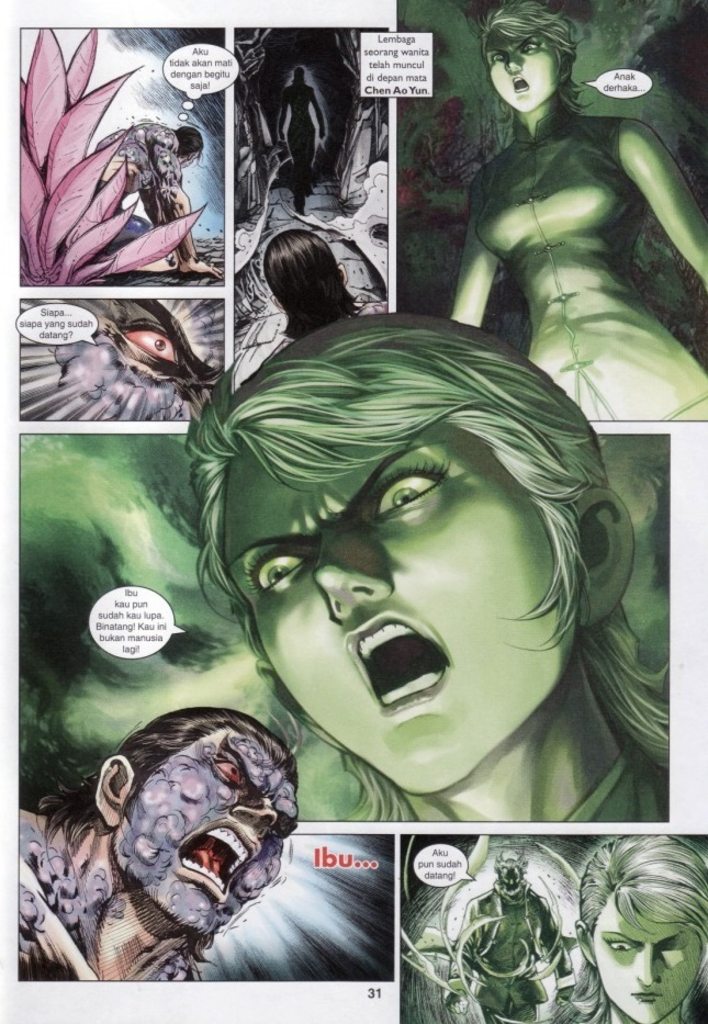 Aku
tidak akan mati
dengan begitu
saja!
Lembaga
seorang wanita
telah muncul
di depan mata
Chen Ao Yun.
Anak
derhaka...
Siapa...
siapa yang sudah
datang?
Ibu
kau pun
sudah kau lupa.
Binatang! Kau ini
bukan manusia
lagi!
Ibu...
Aku
pun sudah
datang!
31